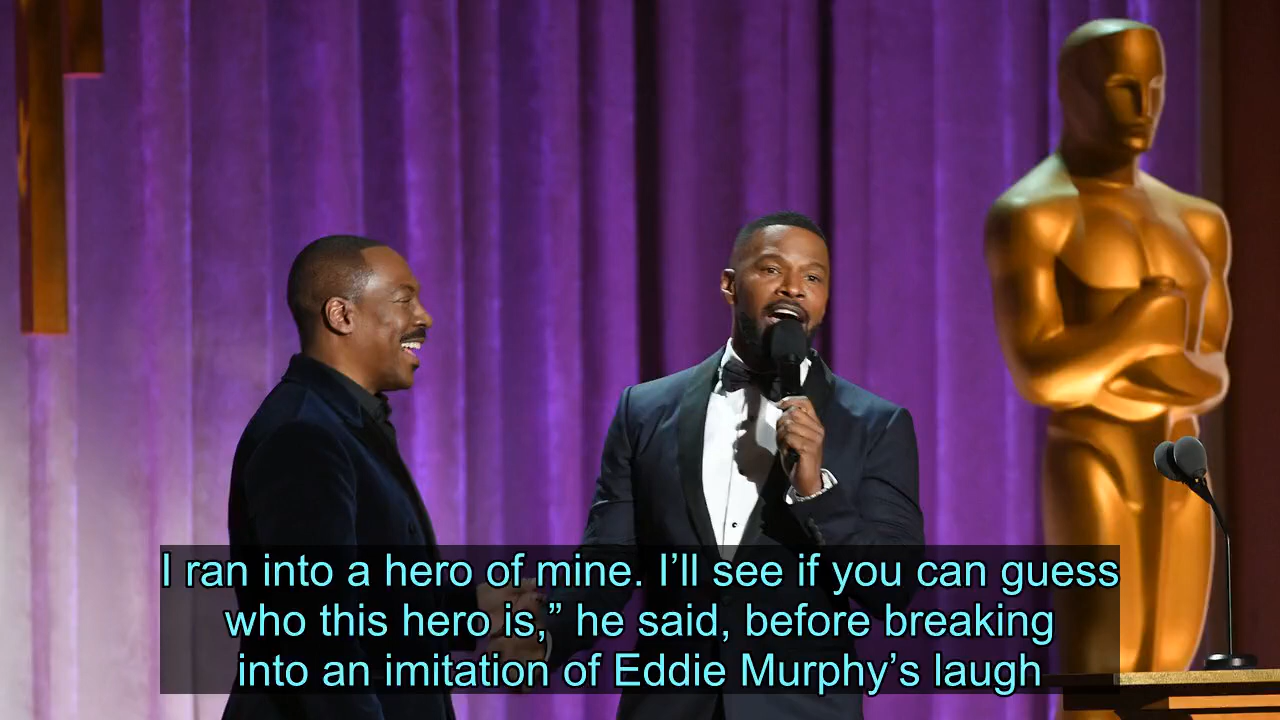 I ran into a hero of mine. I’ll see if you can guess
who this hero is,” he said, before breaking
into an imitation of Eddie Murphy’s laugh